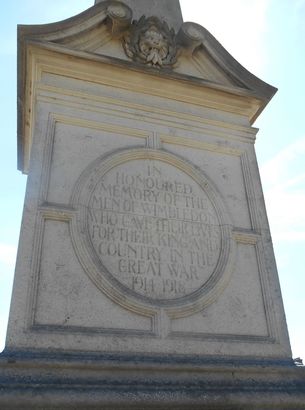 IN
HONOURED
MEMORY OF THE
MEN OF WIMBLEDON
WHO GAVE THEIR LIVES
FOR THEIR KING AND
COUNTRY IN THE
GREAT WAR
1914 1918